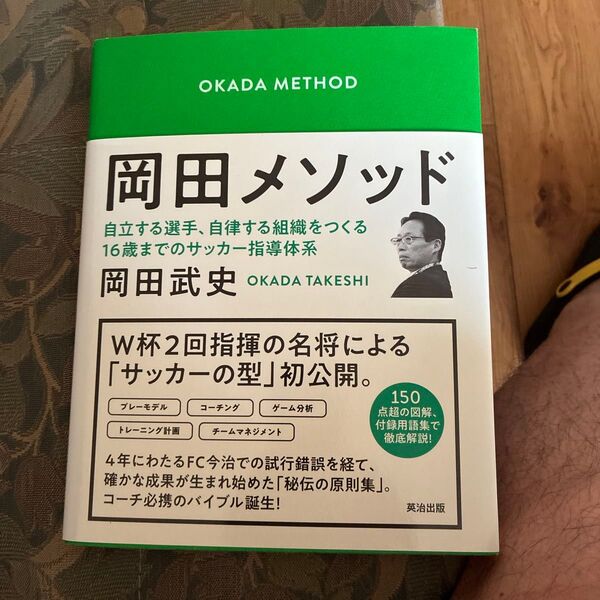 OKADA METHOD
岡田メソッド
自立する選手、自律する組織をつくる
16歳までのサッカー指導体系
岡田武史 OKADA TAKESHI
W杯2回指揮の名将による
「サッカーの型」初公開。
プレーモデル コーチング ゲーム分析
トレーニング計画 チームマネジメント
150
点超の図解、
付録用語集で
徹底解説!
4年にわたるFC今治での試行錯誤を経て、
確かな成果が生まれ始めた「秘伝の原則集」。
コーチ必携のバイブル誕生!
英治出版